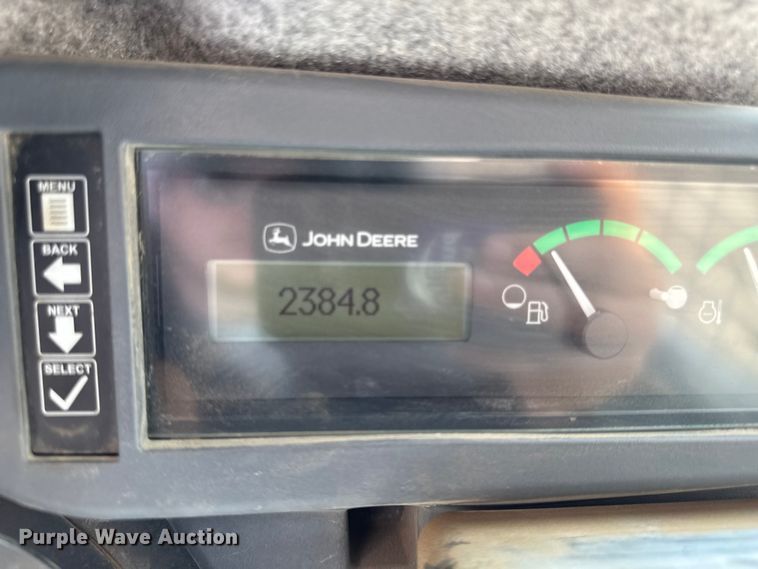 MENU
BACK
NEXT
SELECT
JOHN DEERE
2384.8
Purple Wave Auction®